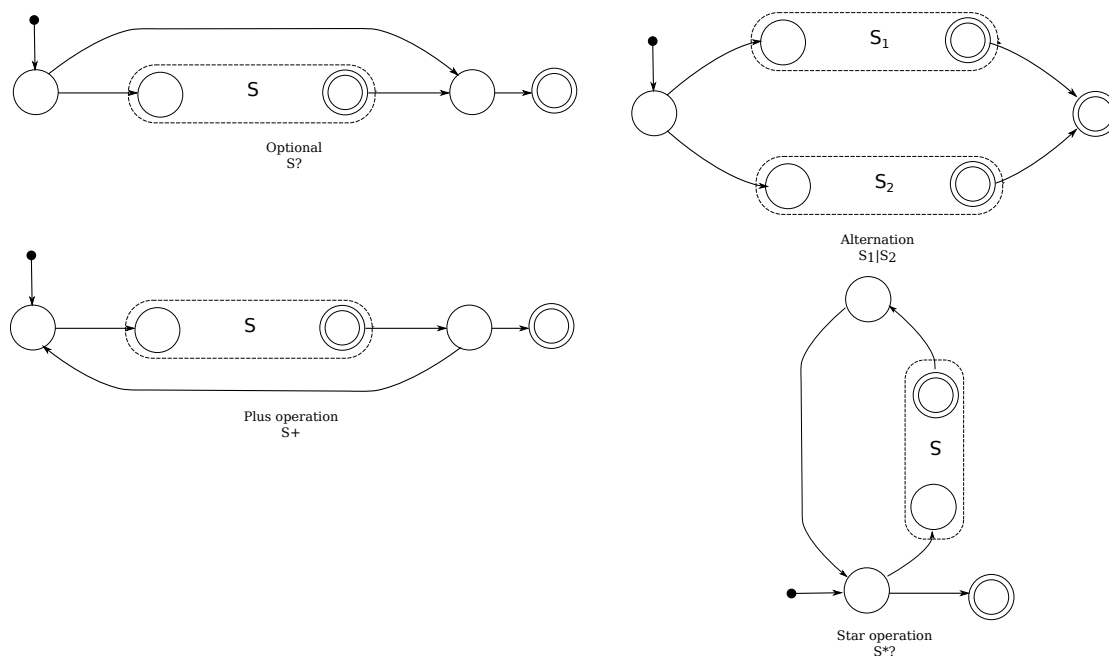 S
Optional
S?
S₁
S₂
Alternation
S₁|S₂
S
Plus operation
S+
S
Star operation
S*?